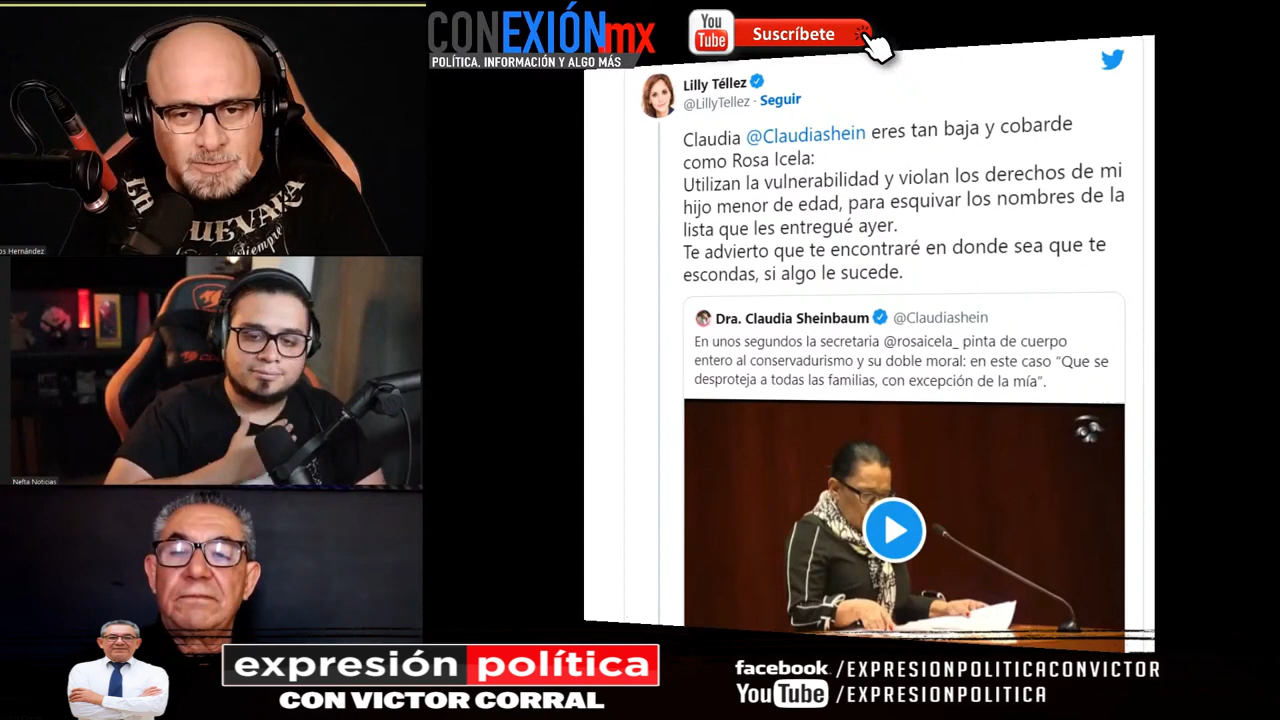 CONEXIÓNmx
POLÍTICA, INFORMACIÓN Y ALGO MÁS
You
Tube
Suscríbete
Lilly Téllez
@LillyTellez · Seguir
Claudia @Claudiashein eres tan baja y cobarde
como Rosa Icela:
Utilizan la vulnerabilidad y violan los derechos de mi
hijo menor de edad, para esquivar los nombres de la
lista que les entregué ayer.
Te advierto que te encontraré en donde sea que te
escondas, si algo le sucede.
Dra. Claudia Sheinbaum @Claudiashein
En unos segundos la secretaria @rosaicela_ pinta de cuerpo
entero al conservadurismo y su doble moral: en este caso “Que se
desproteja a todas las familias, con excepción de la mía”.
os Hernández
Nefta Noticias
expresión política
CON VICTOR CORRAL
facebook /EXPRESIONPOLITICACONVICTOR
YouTube /EXPRESIONPOLITICA